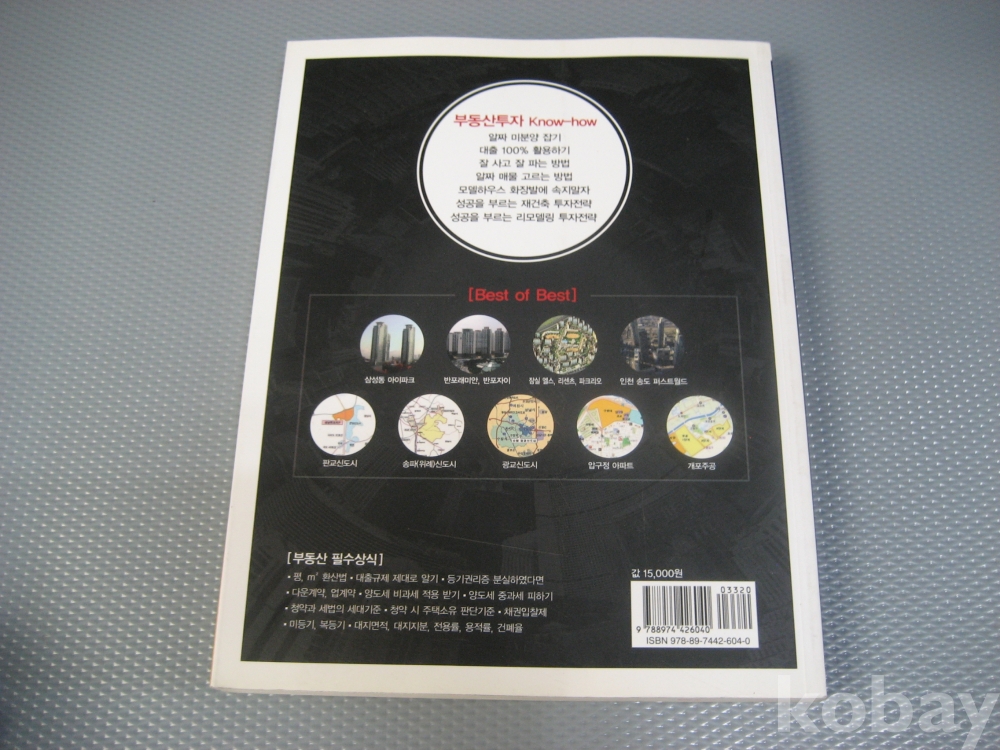 부동산투자 Know-how
알짜 미분양 잡기
대출 100% 활용하기
잘 사고 잘 파는 방법
알짜 매물 고르는 방법
모델하우스 화장발에 속지말자
성공을 부르는 재건축 투자전략
성공을 부르는 리모델링 투자전략
[Best of Best]
삼성동 아이파크
반포래미안, 반포자이
잠실 엘스, 리센츠, 파크리오
인천 송도 퍼스트월드
판교신도시
송파(위례)신도시
광교신도시
압구정 아파트
개포주공
[부동산 필수상식]
• 평, m² 환산법 • 대출규제 제대로 알기 • 등기권리증 분실하였다면
• 다운계약, 업계약 • 양도세 비과세 적용 받기 • 양도세 중과세 피하기
• 청약과 세법의 세대기준 • 청약 시 주택소유 판단기준 • 채권입찰제
• 미등기, 복등기 • 대지면적, 대지지분, 전용률, 용적률, 건폐율
값 15,000원
03320
9 788974 426040
ISBN 978-89-7442-604-0
kobay